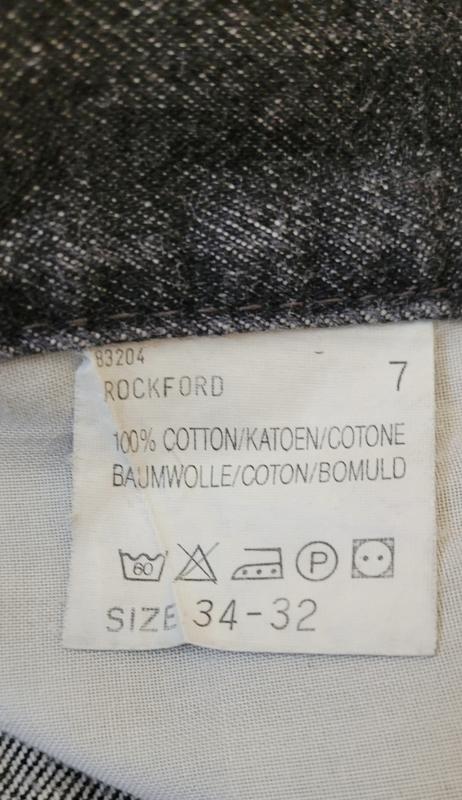 83204
ROCKFORD 7
100% COTTON/KATOEN/COTONE
BAUMWOLLE/COTON/BOMULD
60 P
SIZE 34-32